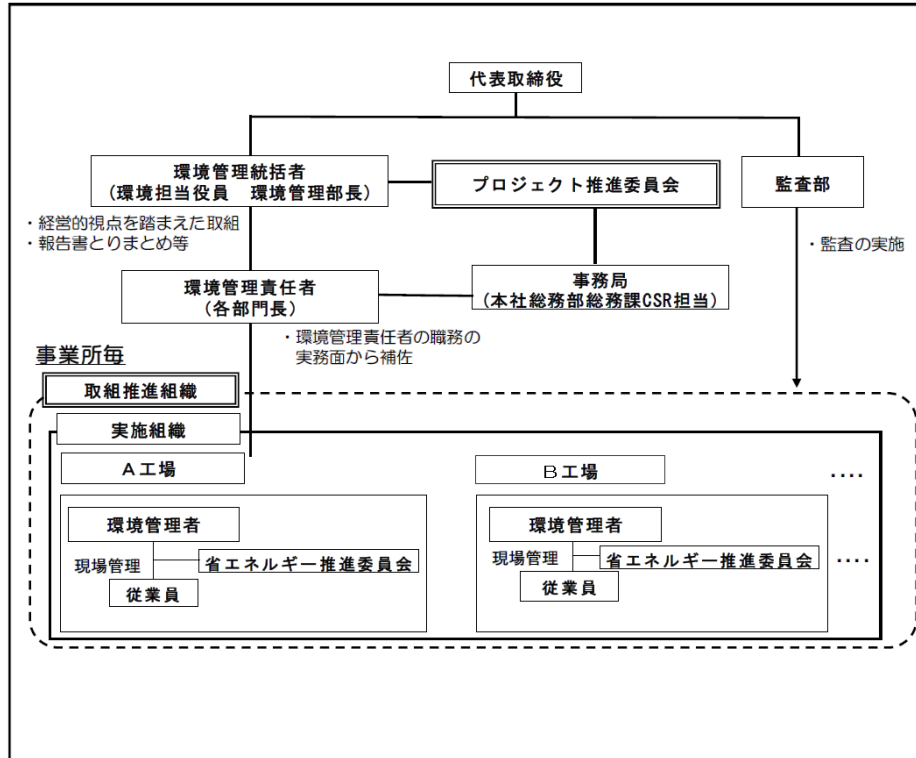 代表取締役
環境管理統括者
(環境担当役員　環境管理部長)
プロジェクト推進委員会
監査部
・経営的視点を踏まえた取組
・報告書とりまとめ等
・監査の実施
環境管理責任者
(各部門長)
事務局
(本社総務部総務課CSR担当)
・環境管理責任者の職務の
実務面から補佐
事業所毎
取組推進組織
実施組織
A工場
B工場
....
環境管理者
現場管理
省エネルギー推進委員会
従業員
環境管理者
現場管理
省エネルギー推進委員会
従業員
....